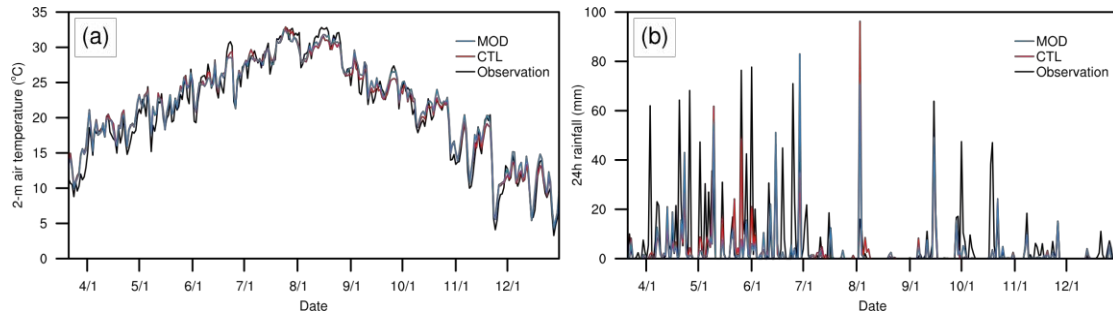 (a)
MOD
CTL
Observation
2-m air temperature (°C)
35
30
25
20
15
10
5
0
4/1 5/1 6/1 7/1 8/1 9/1 10/1 11/1 12/1
Date
(b)
MOD
CTL
Observation
24h rainfall (mm)
100
80
60
40
20
0
4/1 5/1 6/1 7/1 8/1 9/1 10/1 11/1 12/1
Date